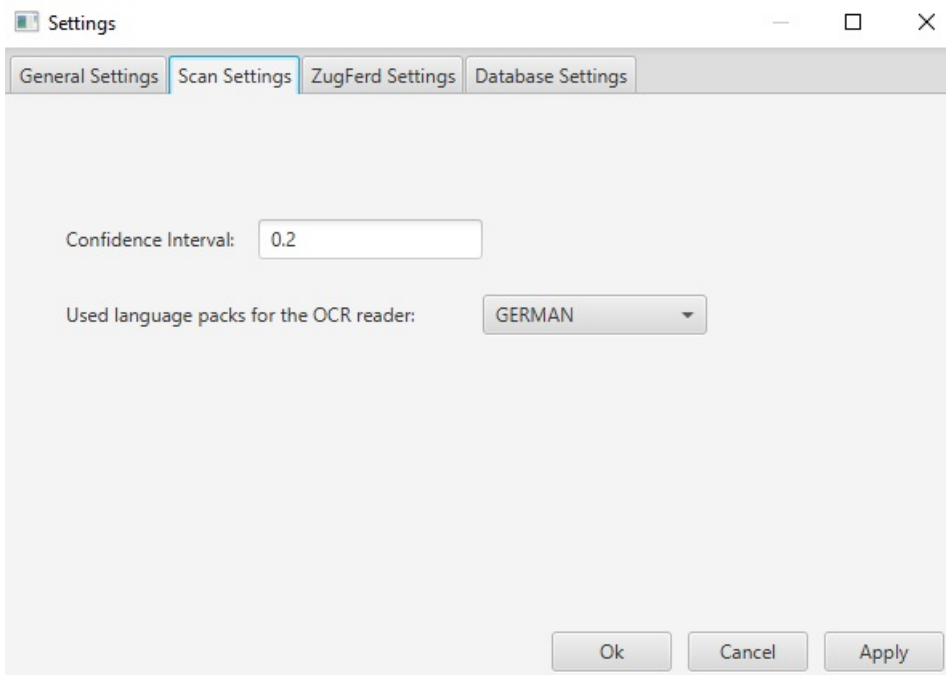 Settings
General Settings Scan Settings ZugFerd Settings Database Settings
Confidence Interval: 0.2
Used language packs for the OCR reader: GERMAN
Ok Cancel Apply